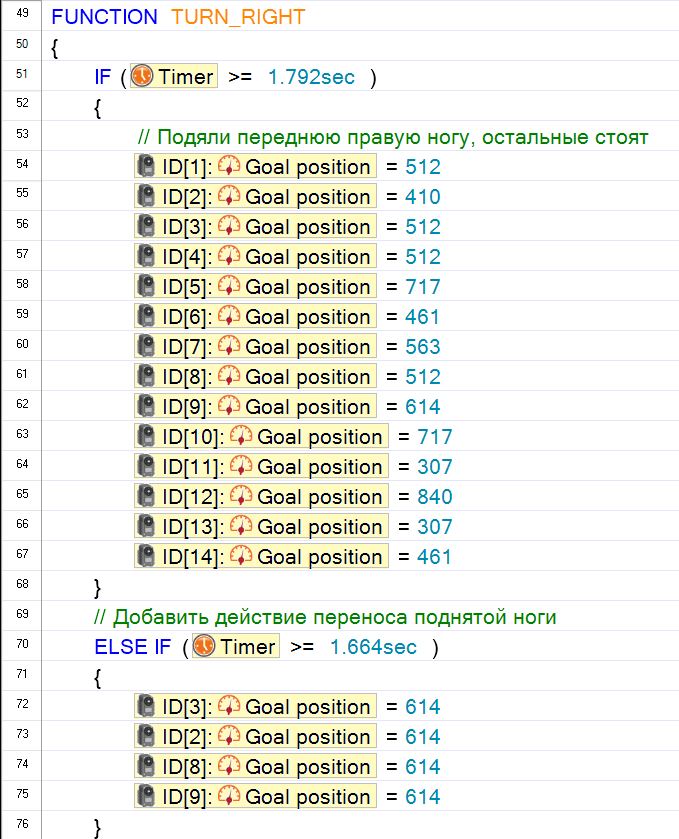 49 FUNCTION TURN_RIGHT
50 {
51 IF ( Timer >= 1.792sec )
52 {
53 // Подяли переднюю правую ногу, остальные стоят
54 ID[1]: Goal position = 512
55 ID[2]: Goal position = 410
56 ID[3]: Goal position = 512
57 ID[4]: Goal position = 512
58 ID[5]: Goal position = 717
59 ID[6]: Goal position = 461
60 ID[7]: Goal position = 563
61 ID[8]: Goal position = 512
62 ID[9]: Goal position = 614
63 ID[10]: Goal position = 717
64 ID[11]: Goal position = 307
65 ID[12]: Goal position = 840
66 ID[13]: Goal position = 307
67 ID[14]: Goal position = 461
68 }
69 // Добавить действие переноса поднятой ноги
70 ELSE IF ( Timer >= 1.664sec )
71 {
72 ID[3]: Goal position = 614
73 ID[2]: Goal position = 614
74 ID[8]: Goal position = 614
75 ID[9]: Goal position = 614
76 }